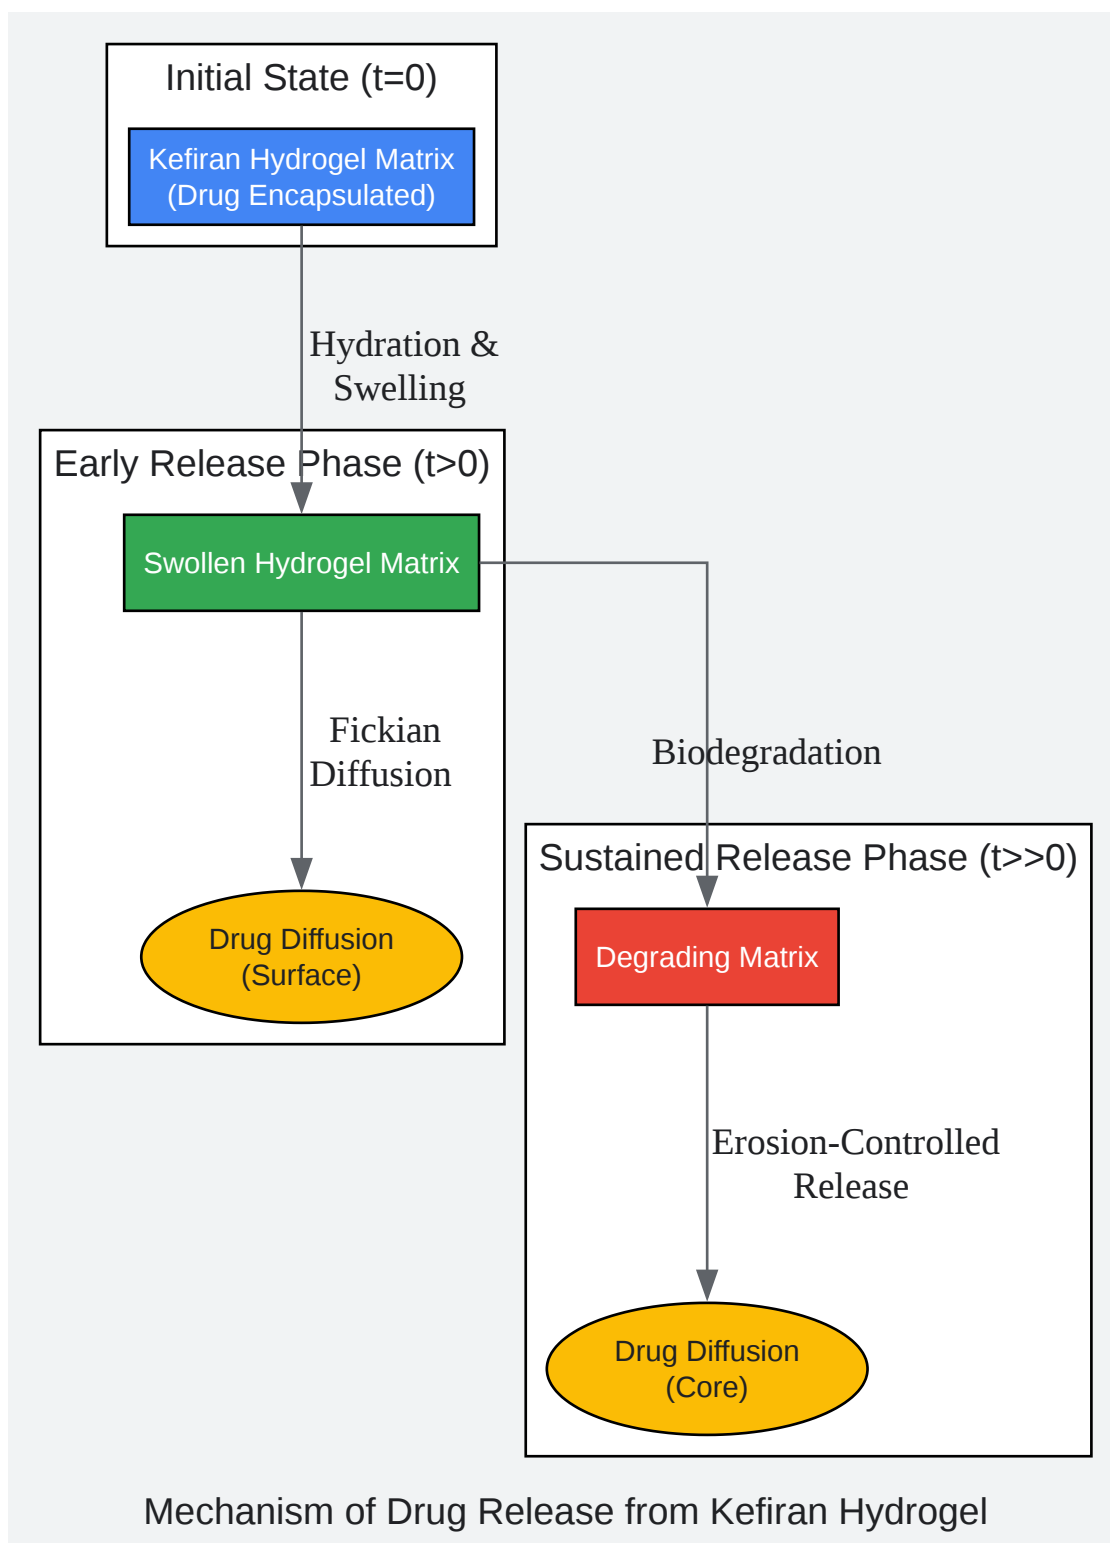 Initial State (t=0)
Kefiran Hydrogel Matrix
(Drug Encapsulated)
Hydration &
Swelling
Early Release Phase (t>0)
Swollen Hydrogel Matrix
Fickian
Diffusion
Biodegradation
Drug Diffusion
(Surface)
Sustained Release Phase (t>>0)
Degrading Matrix
Erosion-Controlled
Release
Drug Diffusion
(Core)
Mechanism of Drug Release from Kefiran Hydrogel